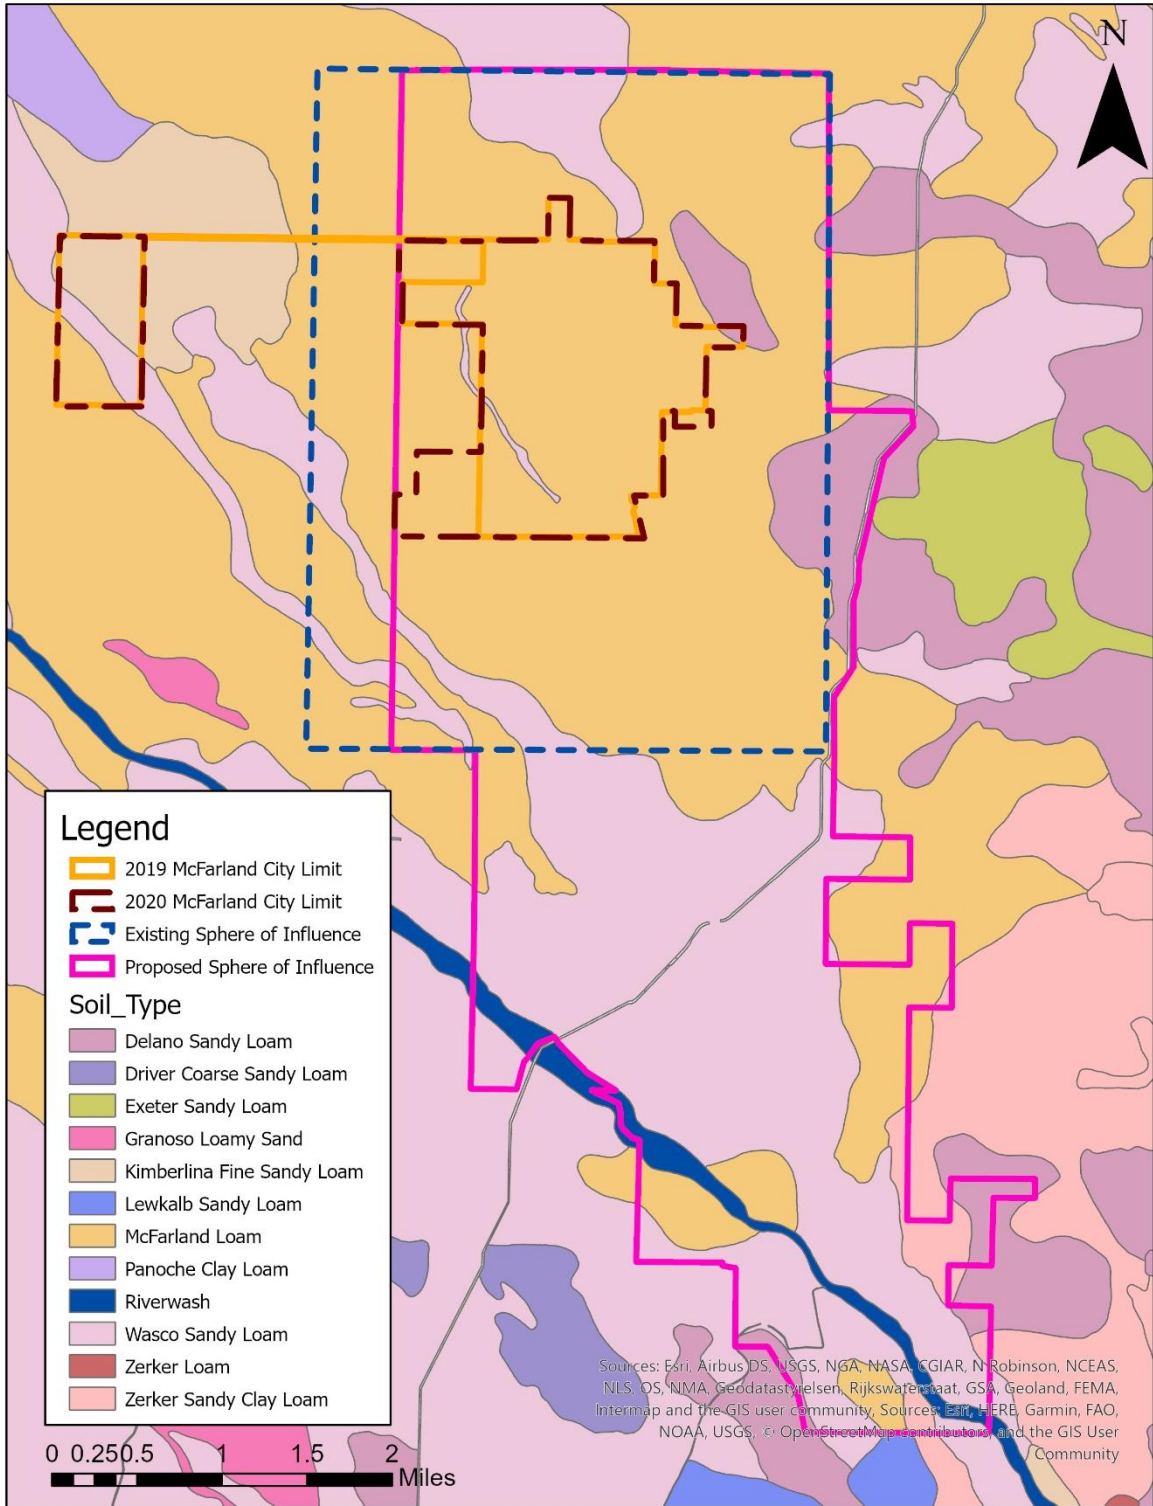 N
Legend
2019 McFarland City Limit
2020 McFarland City Limit
Existing Sphere of Influence
Proposed Sphere of Influence
Soil_Type
Delano Sandy Loam
Driver Coarse Sandy Loam
Exeter Sandy Loam
Granoso Loamy Sand
Kimberlina Fine Sandy Loam
Lewkalb Sandy Loam
McFarland Loam
Panoche Clay Loam
Riverwash
Wasco Sandy Loam
Zerker Loam
Zerker Sandy Clay Loam
Sources: Esri, Airbus DS, USGS, NGA, NASA, CGIAR, N Robinson, NCEAS,
NLS, OS, NMA, Geodatastyrelsen, Rijkswaterstaat, GSA, Geoland, FEMA,
Intermap and the GIS user community, Sources: Esri, HERE, Garmin, FAO,
NOAA, USGS, © OpenStreetMap contributors, and the GIS User
Community
0 0.25 0.5 1 1.5 2
Miles